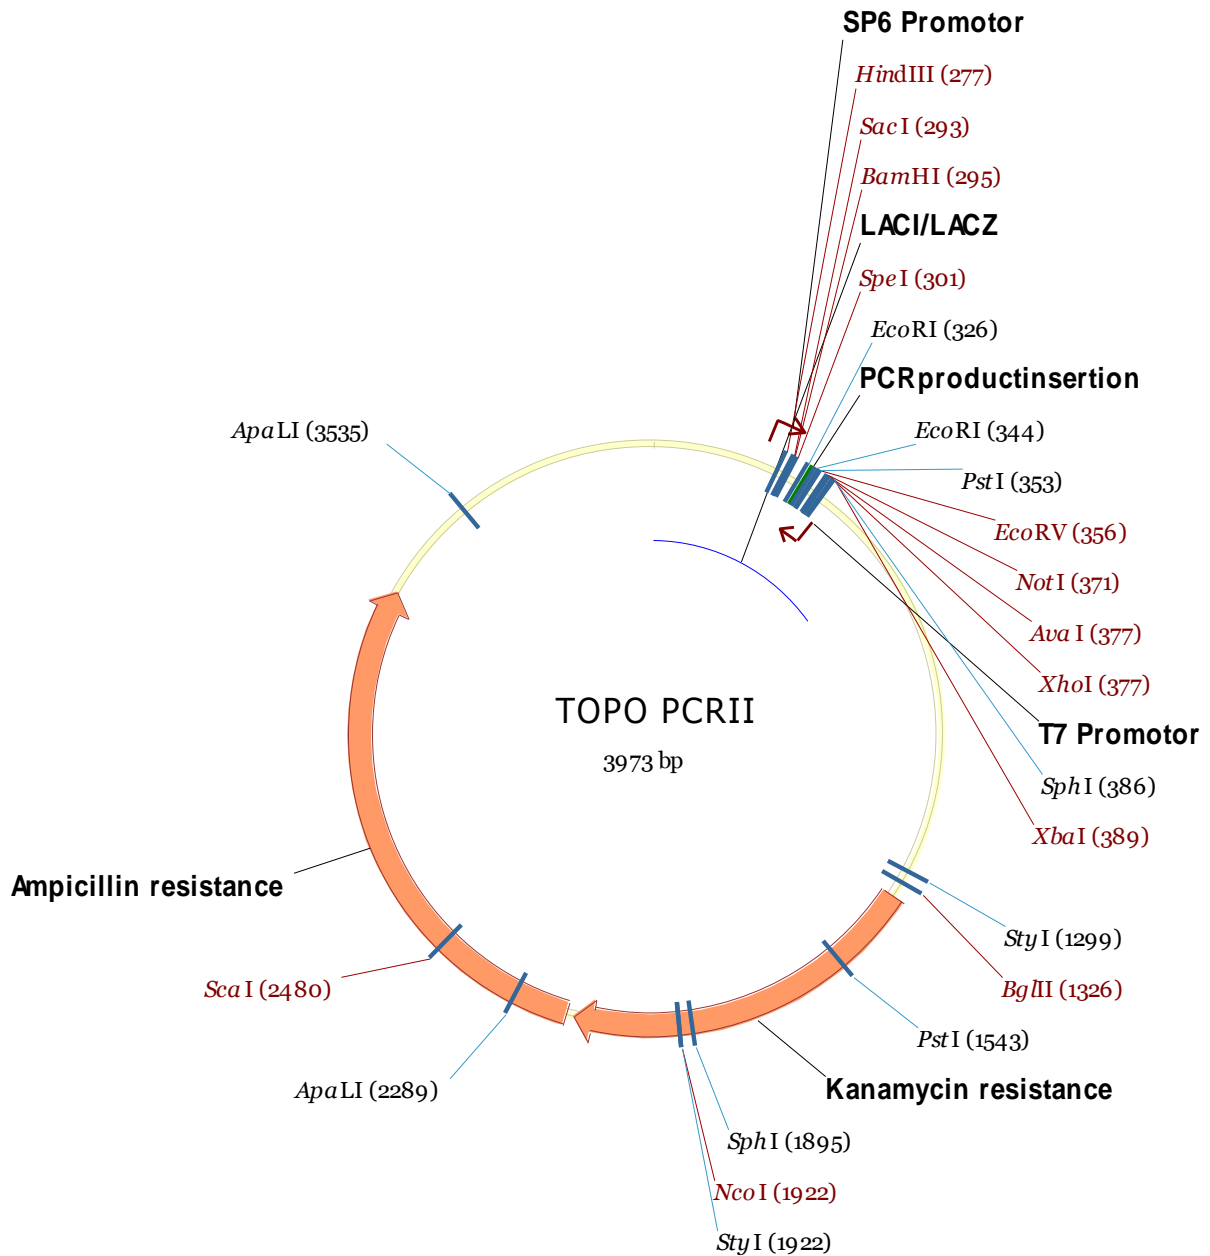 SP6 Promotor
HindIII (277)
SacI (293)
BamHI (295)
LACI/LACZ
SpeI (301)
EcoRI (326)
PCRproductinsertion
EcoRI (344)
ApaLI (3535)
PstI (353)
EcoRV (356)
NotI (371)
AvaI (377)
XhoI (377)
TOPO PCRII
T7 Promotor
3973 bp
SphI (386)
XbaI (389)
Ampicillin resistance
StyI (1299)
ScaI (2480)
BglII (1326)
PstI (1543)
ApaLI (2289)
Kanamycin resistance
SphI (1895)
NcoI (1922)
StyI (1922)